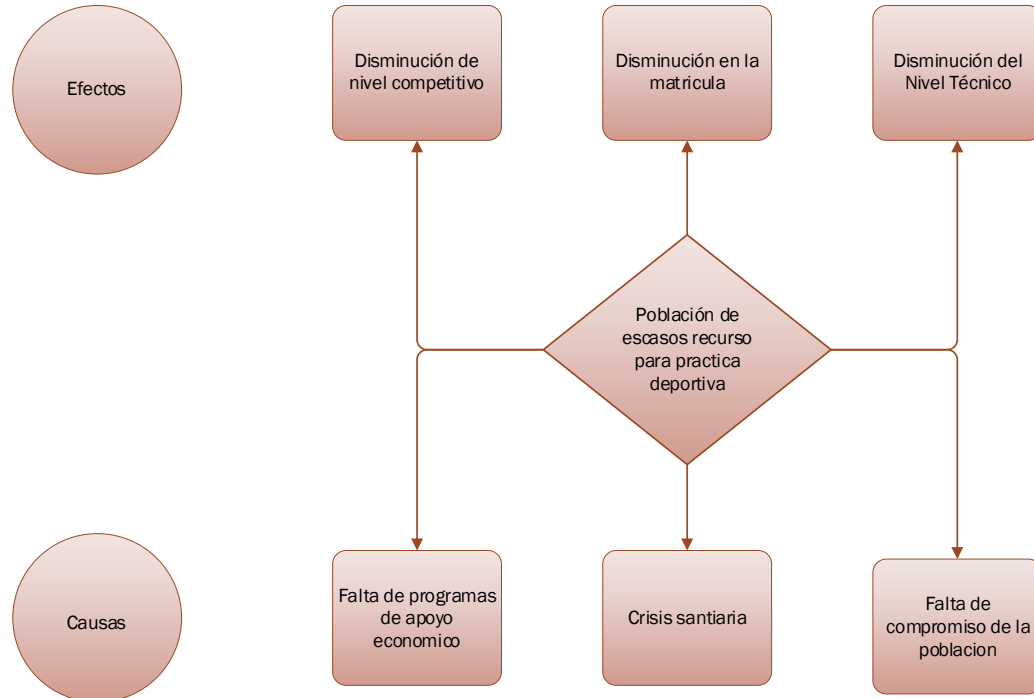 Efectos
Disminución de
nivel competitivo
Disminución en la
matricula
Disminución del
Nivel Técnico
Población de
escasos recurso
para practica
deportiva
Causas
Falta de programas
de apoyo
economico
Crisis santiaria
Falta de
compromiso de la
poblacion